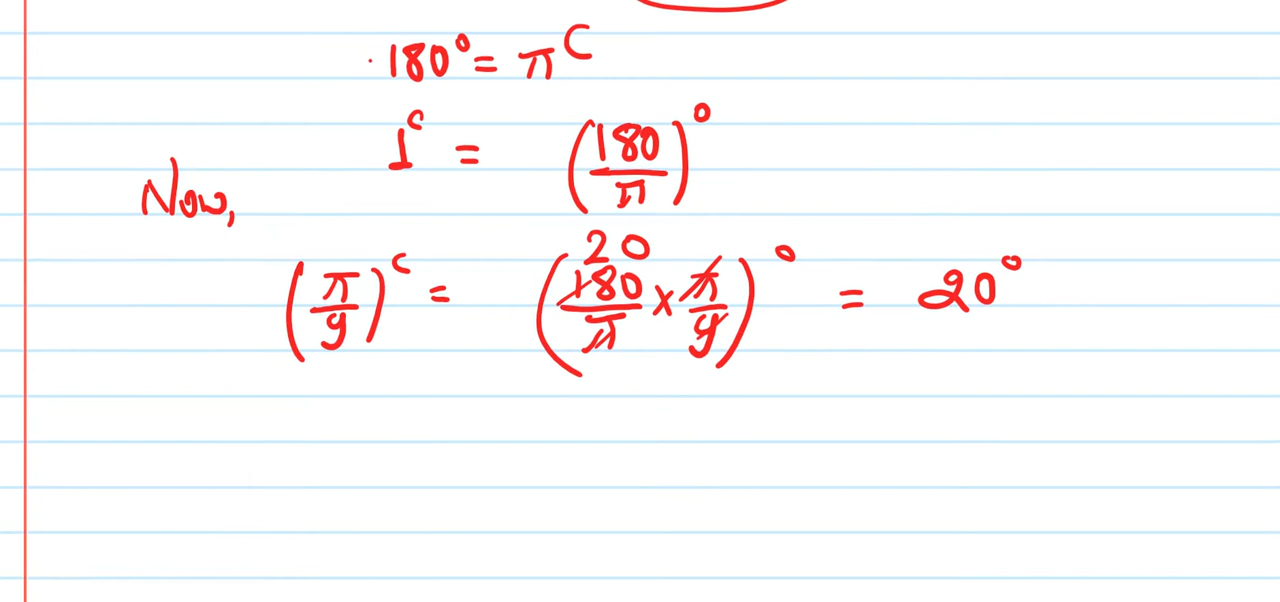 180° = π^c
1^c = (180/π)°
Now,
(π/9)^c = (20 180/π × π/9)° = 20°